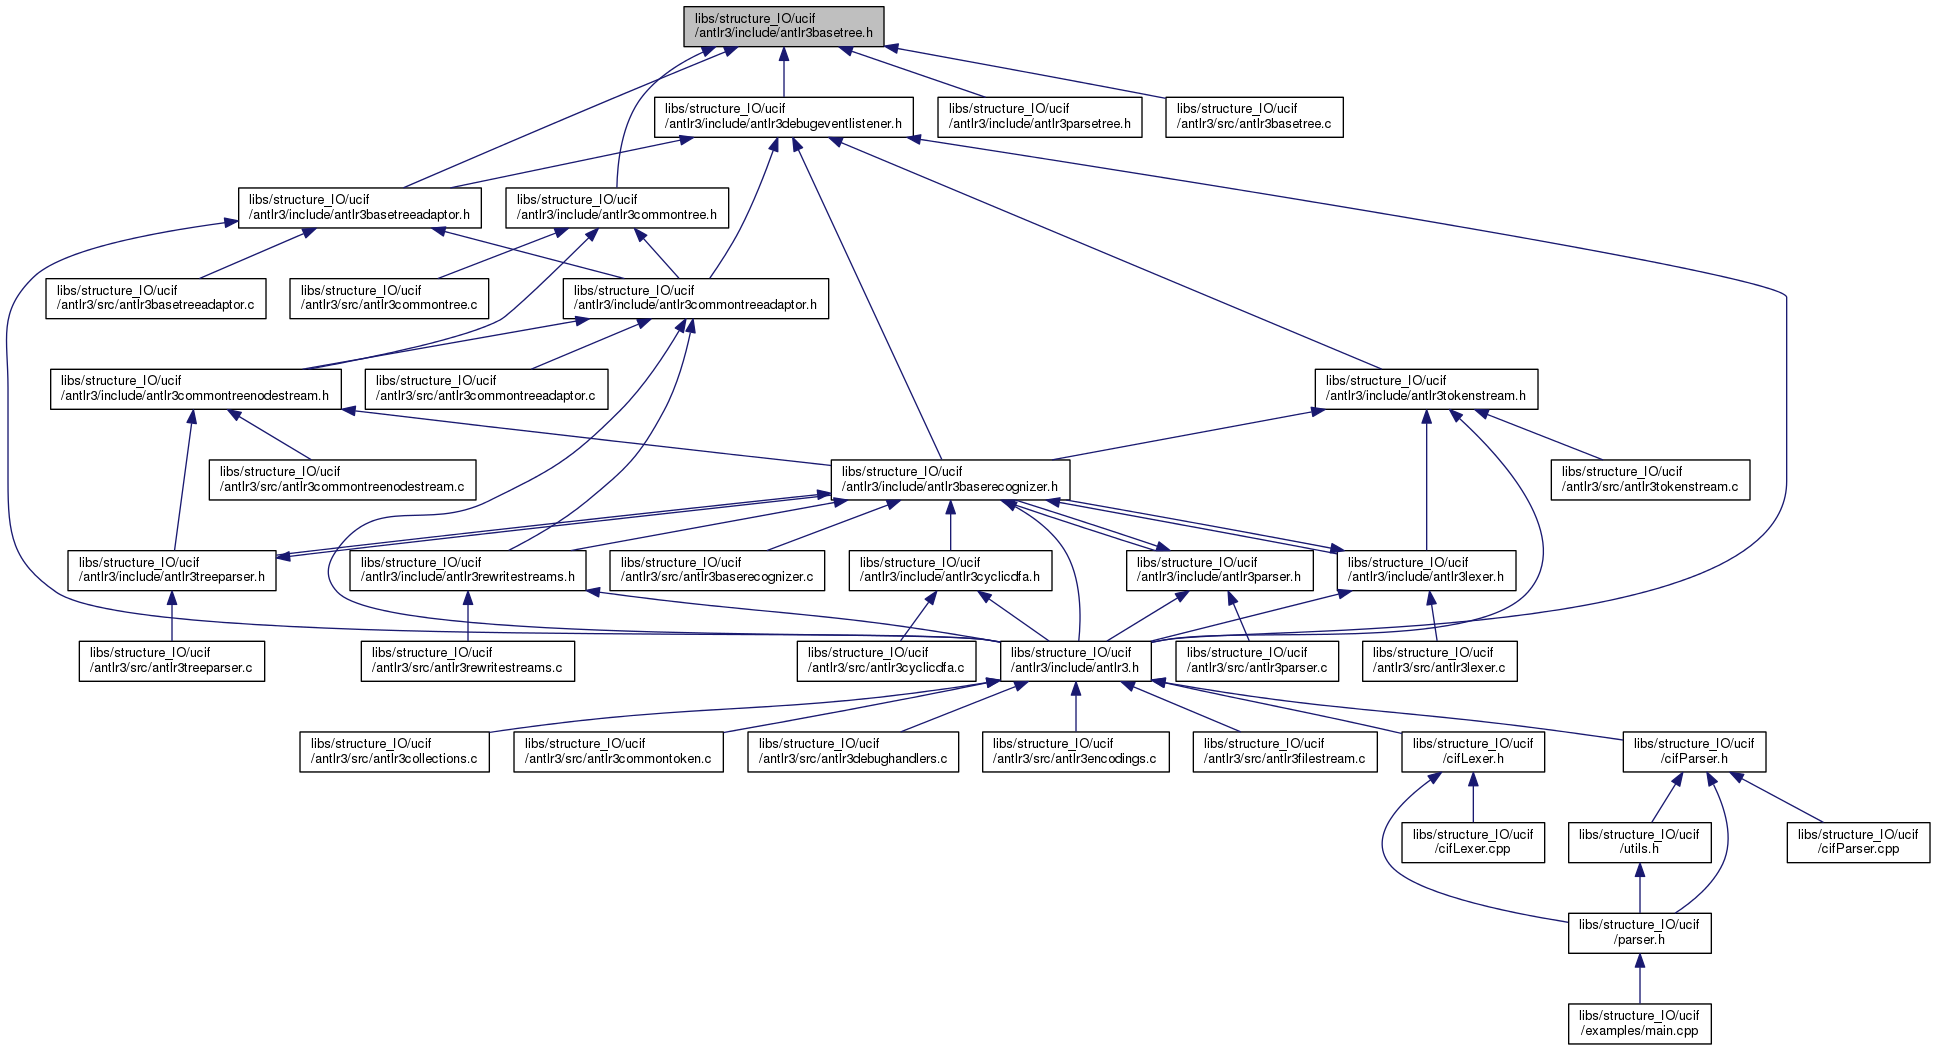 libs/structure_IO/ucif
/antlr3/include/antlr3basetree.h
libs/structure_IO/ucif
/antlr3/include/antlr3debugeventlistener.h
libs/structure_IO/ucif
/antlr3/include/antlr3parsetree.h
libs/structure_IO/ucif
/antlr3/src/antlr3basetree.c
libs/structure_IO/ucif
/antlr3/include/antlr3basetreeadaptor.h
libs/structure_IO/ucif
/antlr3/include/antlr3commontree.h
libs/structure_IO/ucif
/antlr3/src/antlr3basetreeadaptor.c
libs/structure_IO/ucif
/antlr3/src/antlr3commontree.c
libs/structure_IO/ucif
/antlr3/include/antlr3commontreeadaptor.h
libs/structure_IO/ucif
/antlr3/include/antlr3commontreenodestream.h
libs/structure_IO/ucif
/antlr3/src/antlr3commontreeadaptor.c
libs/structure_IO/ucif
/antlr3/include/antlr3tokenstream.h
libs/structure_IO/ucif
/antlr3/src/antlr3commontreenodestream.c
libs/structure_IO/ucif
/antlr3/include/antlr3baserecognizer.h
libs/structure_IO/ucif
/antlr3/src/antlr3tokenstream.c
libs/structure_IO/ucif
/antlr3/include/antlr3treeparser.h
libs/structure_IO/ucif
/antlr3/include/antlr3rewritestreams.h
libs/structure_IO/ucif
/antlr3/src/antlr3baserecognizer.c
libs/structure_IO/ucif
/antlr3/include/antlr3cyclicdfa.h
libs/structure_IO/ucif
/antlr3/include/antlr3parser.h
libs/structure_IO/ucif
/antlr3/include/antlr3lexer.h
libs/structure_IO/ucif
/antlr3/src/antlr3treeparser.c
libs/structure_IO/ucif
/antlr3/src/antlr3rewritestreams.c
libs/structure_IO/ucif
/antlr3/src/antlr3cyclicdfa.c
libs/structure_IO/ucif
/antlr3/include/antlr3.h
libs/structure_IO/ucif
/antlr3/src/antlr3parser.c
libs/structure_IO/ucif
/antlr3/src/antlr3lexer.c
libs/structure_IO/ucif
/antlr3/src/antlr3collections.c
libs/structure_IO/ucif
/antlr3/src/antlr3commontoken.c
libs/structure_IO/ucif
/antlr3/src/antlr3debughandlers.c
libs/structure_IO/ucif
/antlr3/src/antlr3encodings.c
libs/structure_IO/ucif
/antlr3/src/antlr3filestream.c
libs/structure_IO/ucif
/cifLexer.h
libs/structure_IO/ucif
/cifParser.h
libs/structure_IO/ucif
/cifLexer.cpp
libs/structure_IO/ucif
/utils.h
libs/structure_IO/ucif
/cifParser.cpp
libs/structure_IO/ucif
/parser.h
libs/structure_IO/ucif
/examples/main.cpp